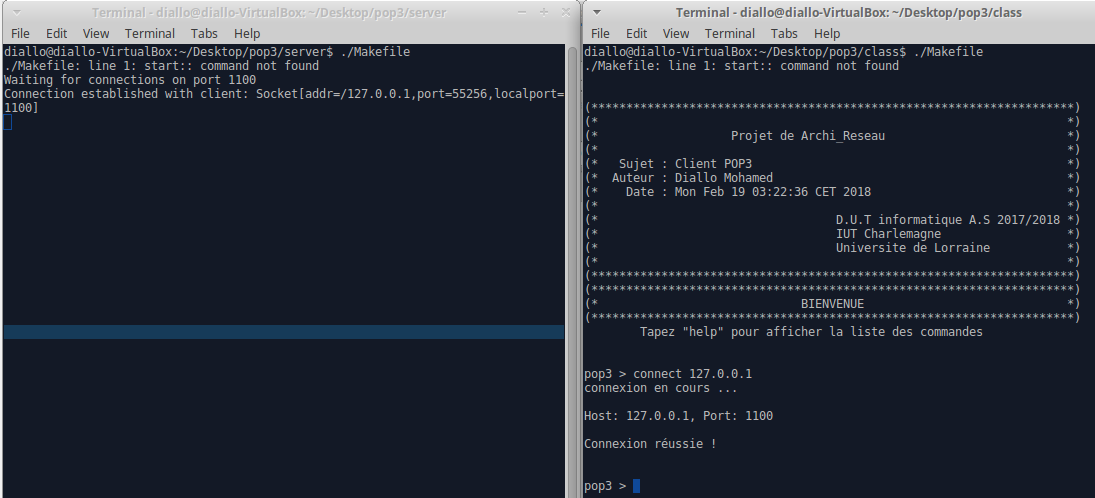 Terminal - diallo@diallo-VirtualBox: ~/Desktop/pop3/server
File Edit View Terminal Tabs Help
diallo@diallo-VirtualBox:~/Desktop/pop3/server$ ./Makefile
./Makefile: line 1: start:: command not found
Waiting for connections on port 1100
Connection established with client: Socket[addr=/127.0.0.1,port=55256,localport=
1100]
Terminal - diallo@diallo-VirtualBox: ~/Desktop/pop3/class
File Edit View Terminal Tabs Help
diallo@diallo-VirtualBox:~/Desktop/pop3/class$ ./Makefile
./Makefile: line 1: start:: command not found
(*********************************************************************)
(*                                                                   *)
(*                   Projet de Archi_Reseau                          *)
(*                                                                   *)
(*   Sujet : Client POP3                                             *)
(*  Auteur : Diallo Mohamed                                          *)
(*    Date : Mon Feb 19 03:22:36 CET 2018                            *)
(*                                                                   *)
(*                                  D.U.T informatique A.S 2017/2018 *)
(*                                  IUT Charlemagne                  *)
(*                                  Universite de Lorraine           *)
(*                                                                   *)
(*********************************************************************)
(*********************************************************************)
(*                             BIENVENUE                             *)
(*********************************************************************)
Tapez "help" pour afficher la liste des commandes
pop3 > connect 127.0.0.1
connexion en cours ...
Host: 127.0.0.1, Port: 1100
Connexion réussie !
pop3 >